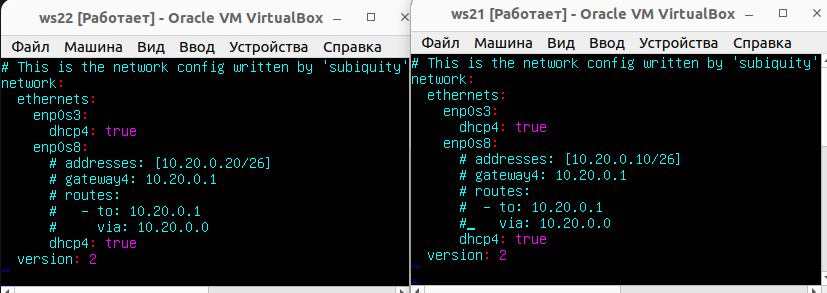 ws22 [Работает] - Oracle VM VirtualBox
Файл Машина Вид Ввод Устройства Справка
# This is the network config written by 'subiquity'
network:
  ethernets:
    enp0s3:
      dhcp4: true
    enp0s8:
      # addresses: [10.20.0.20/26]
      # gateway4: 10.20.0.1
      # routes:
      #   - to: 10.20.0.1
      #     via: 10.20.0.0
      dhcp4: true
  version: 2
~
ws21 [Работает] - Oracle VM VirtualBox
Файл Машина Вид Ввод Устройства Справка
# This is the network config written by 'subiquity'
network:
  ethernets:
    enp0s3:
      dhcp4: true
    enp0s8:
      # addresses: [10.20.0.10/26]
      # gateway4: 10.20.0.1
      # routes:
      #  - to: 10.20.0.1
      #_   via: 10.20.0.0
      dhcp4: true
  version: 2
~
~